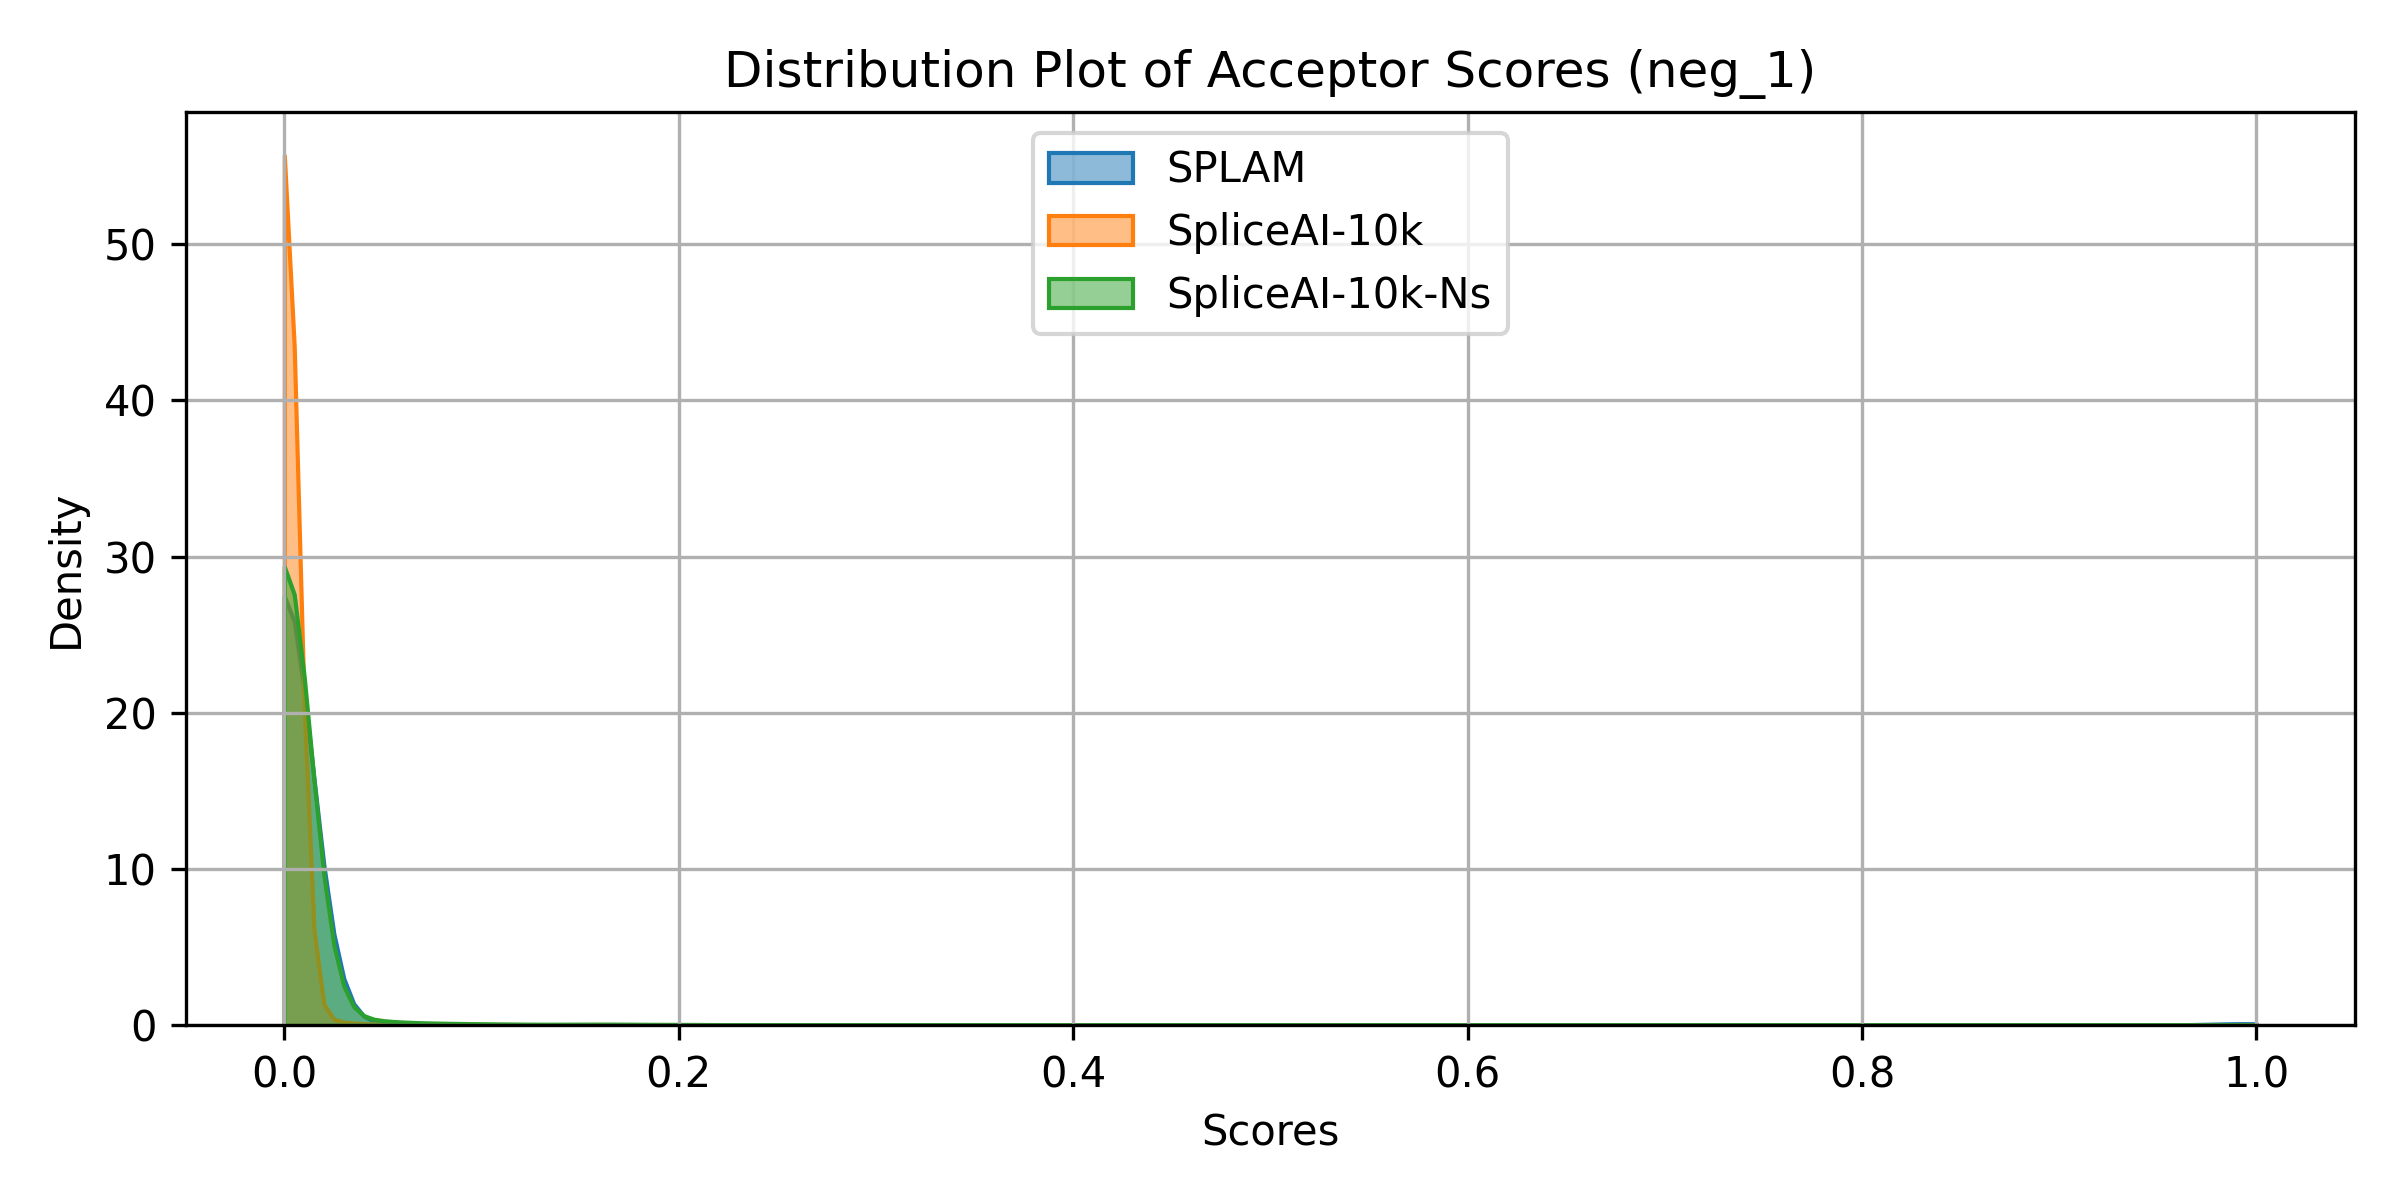 Distribution Plot of Acceptor Scores (neg_1)
SPLAM
SpliceAI-10k
SpliceAI-10k-Ns
Density
50
40
30
20
10
0
0.0 0.2 0.4 0.6 0.8 1.0
Scores